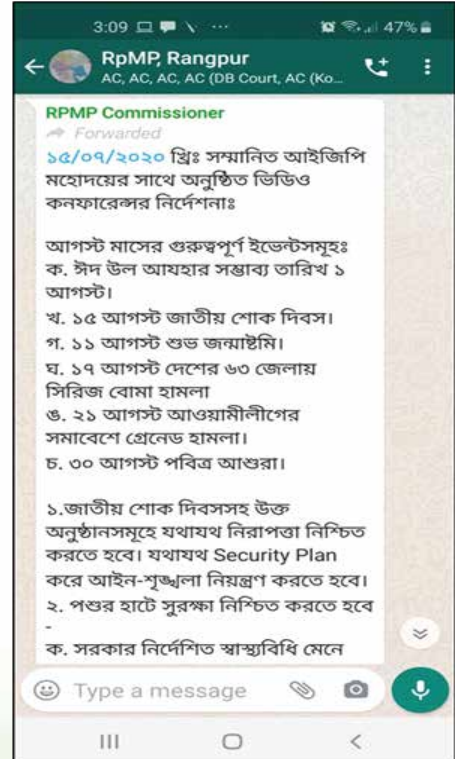 3:09 ... 47%
RpMP, Rangpur
AC, AC, AC, AC (DB Court, AC (Ko...
RPMP Commissioner
Forwarded
১৫/০৭/২০২০ খ্রিঃ সম্মানিত আইজিপি
মহোদয়ের সাথে অনুষ্ঠিত ভিডিও
কনফারেন্সর নির্দেশনাঃ
আগস্ট মাসের গুরুত্বপূর্ণ ইভেন্টসমূহঃ
ক. ঈদ উল আযহার সম্ভাব্য তারিখ ১
আগস্ট।
খ. ১৫ আগস্ট জাতীয় শোক দিবস।
গ. ১১ আগস্ট শুভ জন্মাষ্টমি।
ঘ. ১৭ আগস্ট দেশের ৬৩ জেলায়
সিরিজ বোমা হামলা
ঙ. ২১ আগস্ট আওয়ামীলীগের
সমাবেশে গ্রেনেড হামলা।
চ. ৩০ আগস্ট পবিত্র আশুরা।
১.জাতীয় শোক দিবসসহ উক্ত
অনুষ্ঠানসমূহে যথাযথ নিরাপত্তা নিশ্চিত
করতে হবে। যথাযথ Security Plan
করে আইন-শৃঙ্খলা নিয়ন্ত্রণ করতে হবে।
২. পশুর হাটে সুরক্ষা নিশ্চিত করতে হবে
-
ক. সরকার নির্দেশিত স্বাস্থ্যবিধি মেনে
Type a message